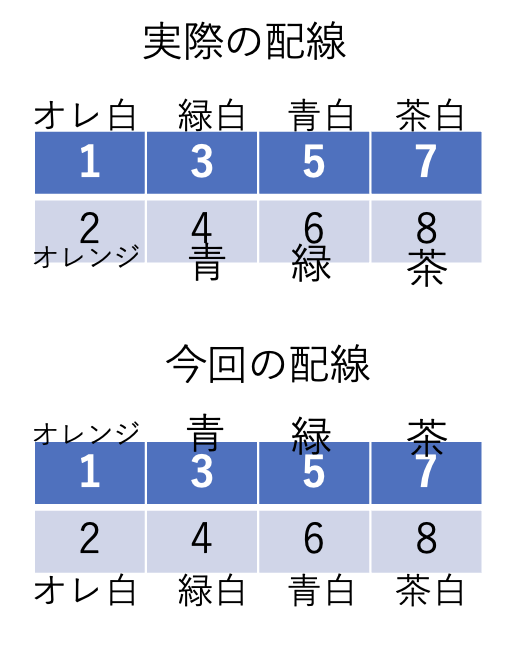 実際の配線
オレ白 緑白 青白 茶白
1 3 5 7
2 4 6 8
オレンジ 青 緑 茶
今回の配線
オレンジ 青 緑 茶
1 3 5 7
2 4 6 8
オレ白 緑白 青白 茶白